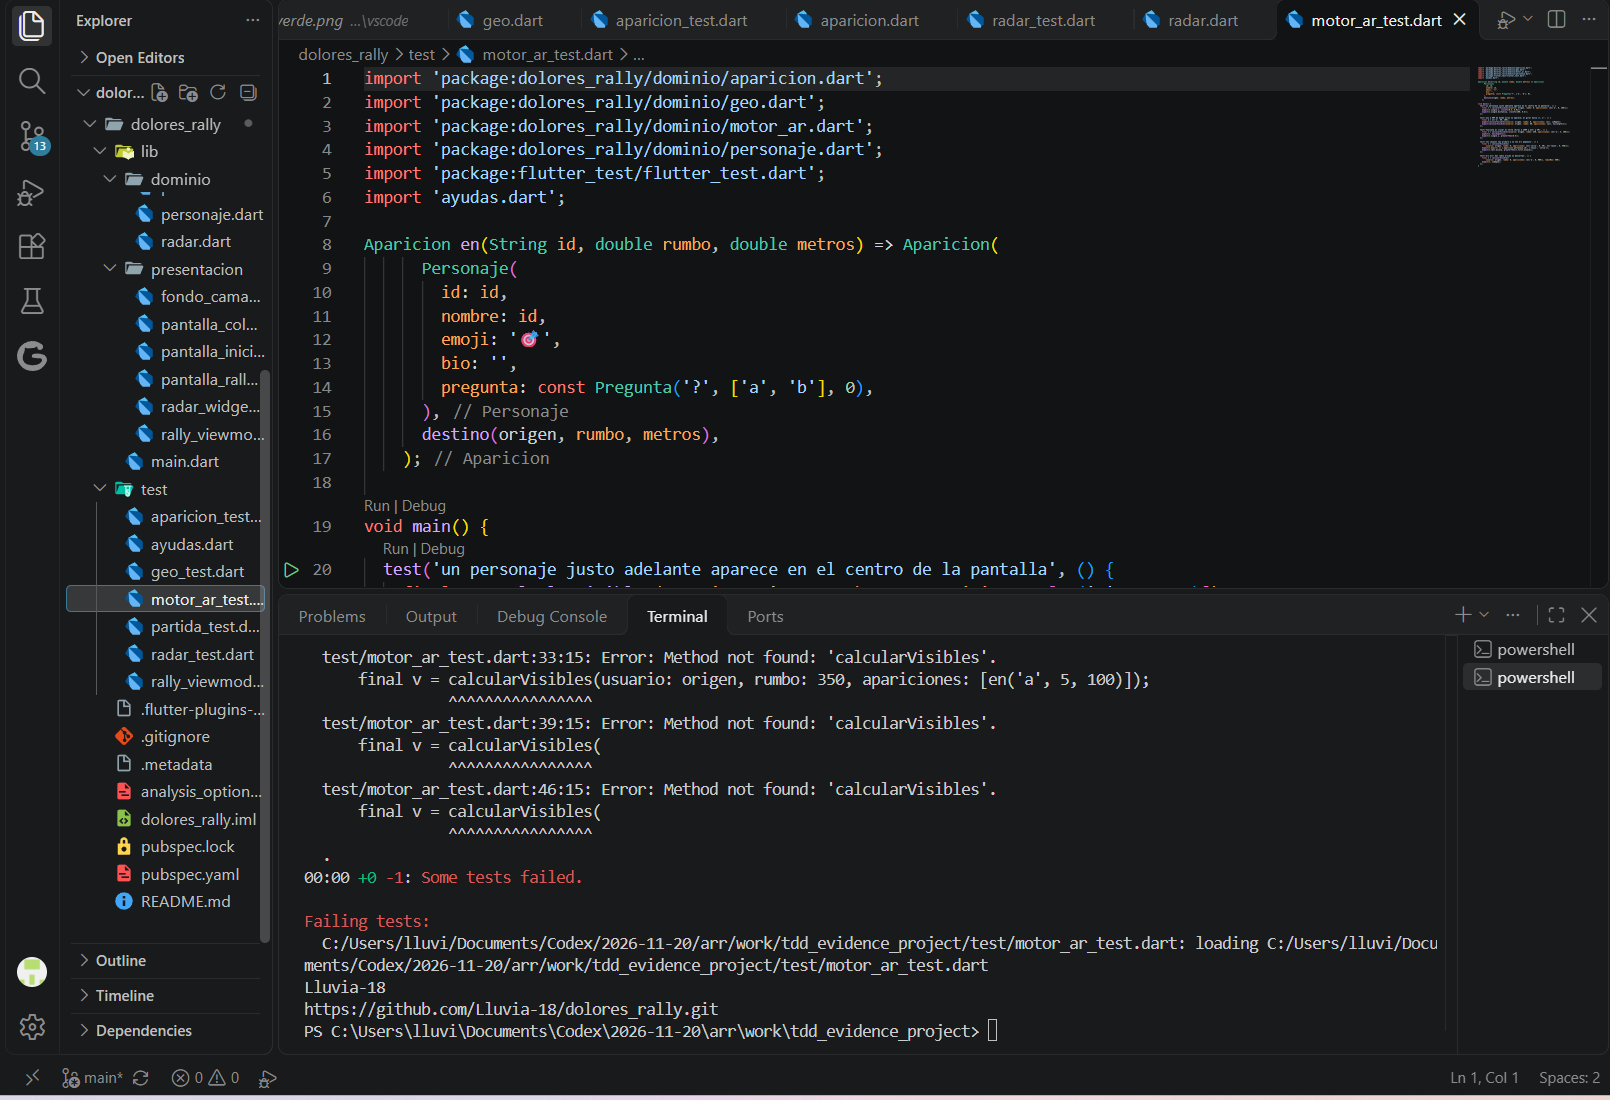 Explorer
Open Editors
dolor...
dolores_rally
lib
dominio
personaje.dart
radar.dart
presentacion
fondo_cama...
pantalla_col...
pantalla_inici...
pantalla_rall...
radar_widge...
rally_viewmo...
main.dart
test
aparicion_test...
ayudas.dart
geo_test.dart
motor_ar_test....
partida_test.d...
radar_test.dart
rally_viewmod...
.flutter-plugins-...
.gitignore
.metadata
analysis_option...
dolores_rally.iml
pubspec.lock
pubspec.yaml
README.md
Outline
Timeline
Dependencies
13
verde.png ...\vscode
geo.dart
aparicion_test.dart
aparicion.dart
radar_test.dart
radar.dart
motor_ar_test.dart
dolores_rally > test > motor_ar_test.dart > ...
1 import 'package:dolores_rally/dominio/aparicion.dart';
2 import 'package:dolores_rally/dominio/geo.dart';
3 import 'package:dolores_rally/dominio/motor_ar.dart';
4 import 'package:dolores_rally/dominio/personaje.dart';
5 import 'package:flutter_test/flutter_test.dart';
6 import 'ayudas.dart';
7
8 Aparicion en(String id, double rumbo, double metros) => Aparicion(
9 Personaje(
10 id: id,
11 nombre: id,
12 emoji: '🎯',
13 bio: '',
14 pregunta: const Pregunta('?', ['a', 'b'], 0),
15 ), // Personaje
16 destino(origen, rumbo, metros),
17 ); // Aparicion
18
Run | Debug
19 void main() {
Run | Debug
20 test('un personaje justo adelante aparece en el centro de la pantalla', () {
Problems
Output
Debug Console
Terminal
Ports
powershell
powershell
test/motor_ar_test.dart:33:15: Error: Method not found: 'calcularVisibles'.
final v = calcularVisibles(usuario: origen, rumbo: 350, apariciones: [en('a', 5, 100)]);
^^^^^^^^^^^^^^^^
test/motor_ar_test.dart:39:15: Error: Method not found: 'calcularVisibles'.
final v = calcularVisibles(
^^^^^^^^^^^^^^^^
test/motor_ar_test.dart:46:15: Error: Method not found: 'calcularVisibles'.
final v = calcularVisibles(
^^^^^^^^^^^^^^^^
.
00:00 +0 -1: Some tests failed.
Failing tests:
C:/Users/lluvi/Documents/Codex/2026-11-20/arr/work/tdd_evidence_project/test/motor_ar_test.dart: loading C:/Users/lluvi/Docu
ments/Codex/2026-11-20/arr/work/tdd_evidence_project/test/motor_ar_test.dart
Lluvia-18
https://github.com/Lluvia-18/dolores_rally.git
PS C:\Users\lluvi\Documents\Codex\2026-11-20\arr\work\tdd_evidence_project>
main*
0
0
Ln 1, Col 1
Spaces: 2